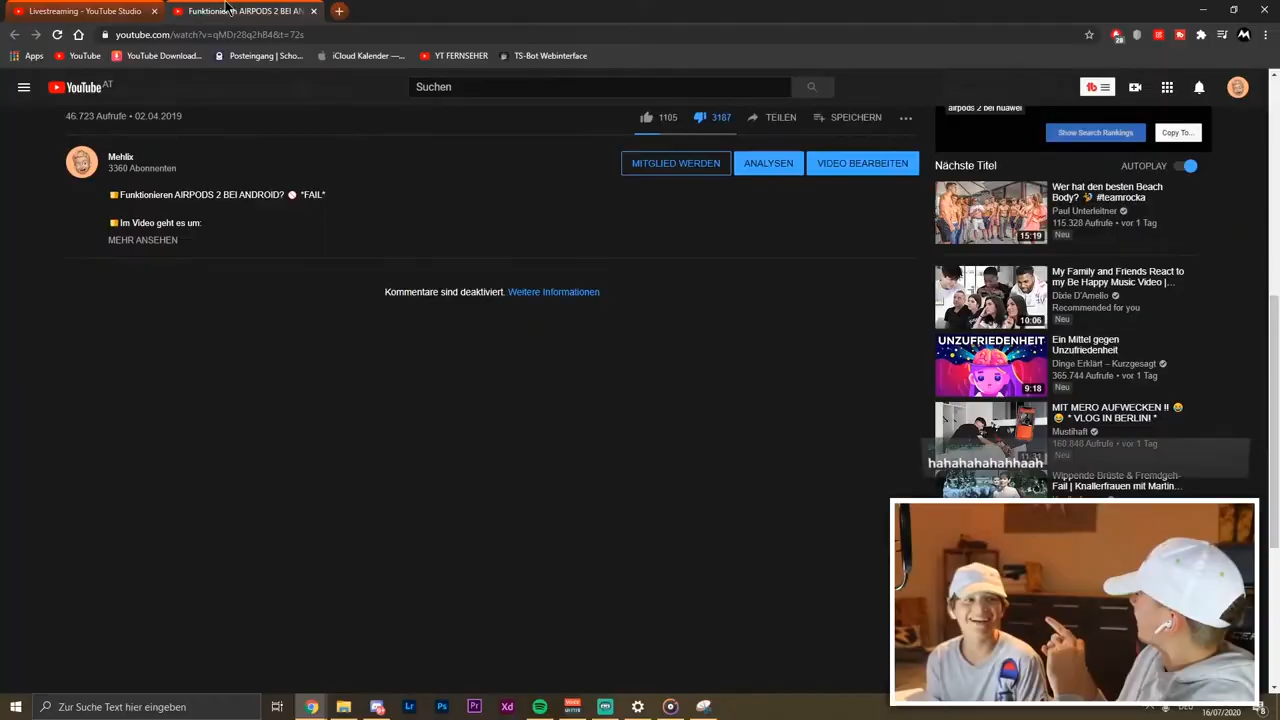 Livestreaming - YouTube Studio
Funktionieren AIRPODS 2 BEI AN
youtube.com/watch?v=qMDr28q2hB4&t=72s
28
Apps
YouTube
YouTube Download...
Posteingang | Scho...
iCloud Kalender —...
YT FERNSEHER
TS-Bot Webinterface
YouTube AT
Suchen
46.723 Aufrufe • 02.04.2019
1105
3187
TEILEN
SPEICHERN
Mehlix
3360 Abonnenten
MITGLIED WERDEN
ANALYSEN
VIDEO BEARBEITEN
Funktionieren AIRPODS 2 BEI ANDROID? *FAIL*
Im Video geht es um:
MEHR ANSEHEN
Kommentare sind deaktiviert. Weitere Informationen
airpods 2 bei huawei
Show Search Rankings
Copy To...
Nächste Titel
AUTOPLAY
Wer hat den besten Beach
Body? #teamrocka
Paul Unterleitner
115.328 Aufrufe • vor 1 Tag
Neu
15:19
My Family and Friends React to
my Be Happy Music Video |...
Dixie D'Amelio
Recommended for you
Neu
10:06
UNZUFRIEDENHEIT
Ein Mittel gegen
Unzufriedenheit
Dinge Erklärt – Kurzgesagt
365.744 Aufrufe • vor 1 Tag
Neu
9:18
MIT MERO AUFWECKEN !!
* VLOG IN BERLIN! *
Mustihaft
160.848 Aufrufe • vor 1 Tag
Neu
11:31
hahahahahahhaah
Wippende Brüste & Fremdgeh-
Fail | Knallerfrauen mit Martin...
Zur Suche Text hier eingeben
DEU
16/07/2020
8